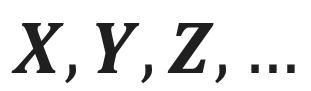 X, Y, Z, ...